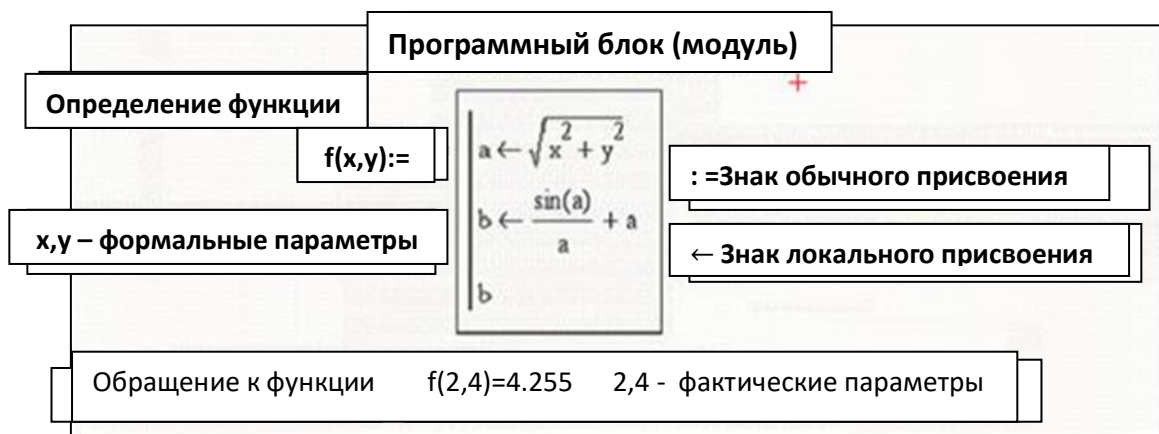 Программный блок (модуль)
Определение функции
f(x,y):=
a ← √x² + y²
b ← sin(a)/a + a
b
: =Знак обычного присвоения
x,y – формальные параметры
← Знак локального присвоения
Обращение к функции f(2,4)=4.255 2,4 - фактические параметры